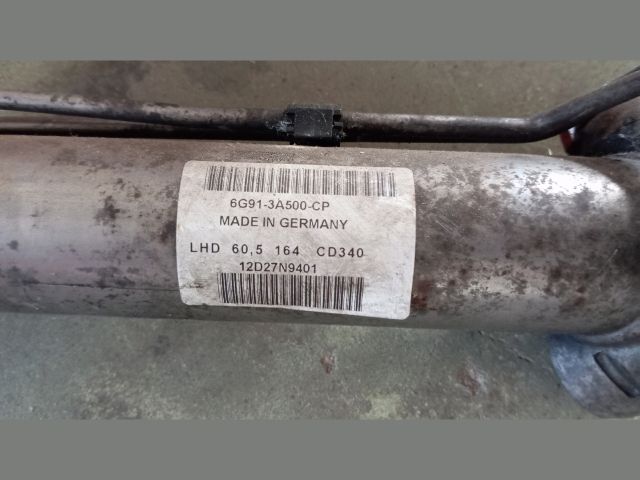 6G91-3A500-CP
MADE IN GERMANY
LHD 60,5 164 CD340
12D27N9401